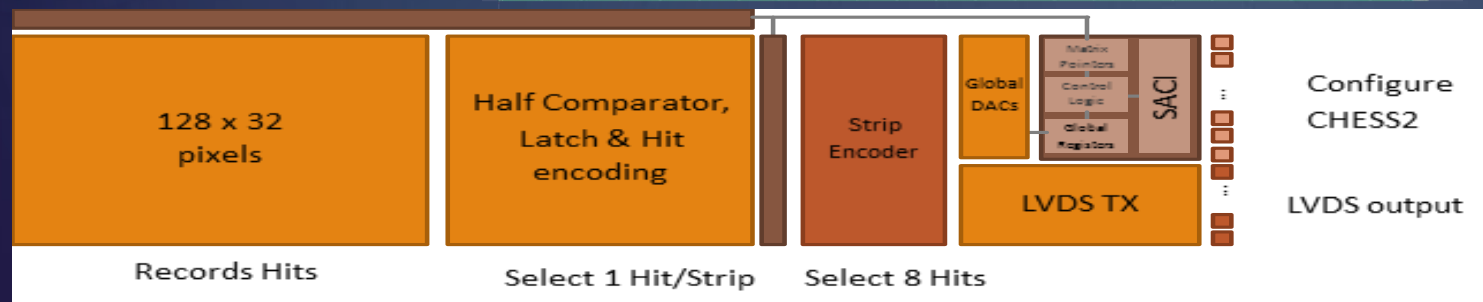 128 x 32
pixels
Half Comparator,
Latch & Hit
encoding
Strip
Encoder
Global
DACs
Matrix
Pointers
Control
Logic
Global
Registers
SACI
LVDS TX
⋮
⋮
Configure
CHESS2
LVDS output
Records Hits
Select 1 Hit/Strip
Select 8 Hits